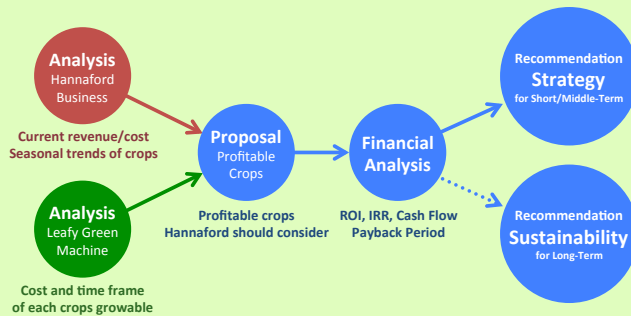 Analysis
Hannaford
Business
Current revenue/cost
Seasonal trends of crops
Analysis
Leafy Green
Machine
Cost and time frame
of each crops growable
Proposal
Profitable
Crops
Profitable crops
Hannaford should consider
Financial
Analysis
ROI, IRR, Cash Flow
Payback Period
Recommendation
Strategy
for Short/Middle-Term
Recommendation
Sustainability
for Long-Term